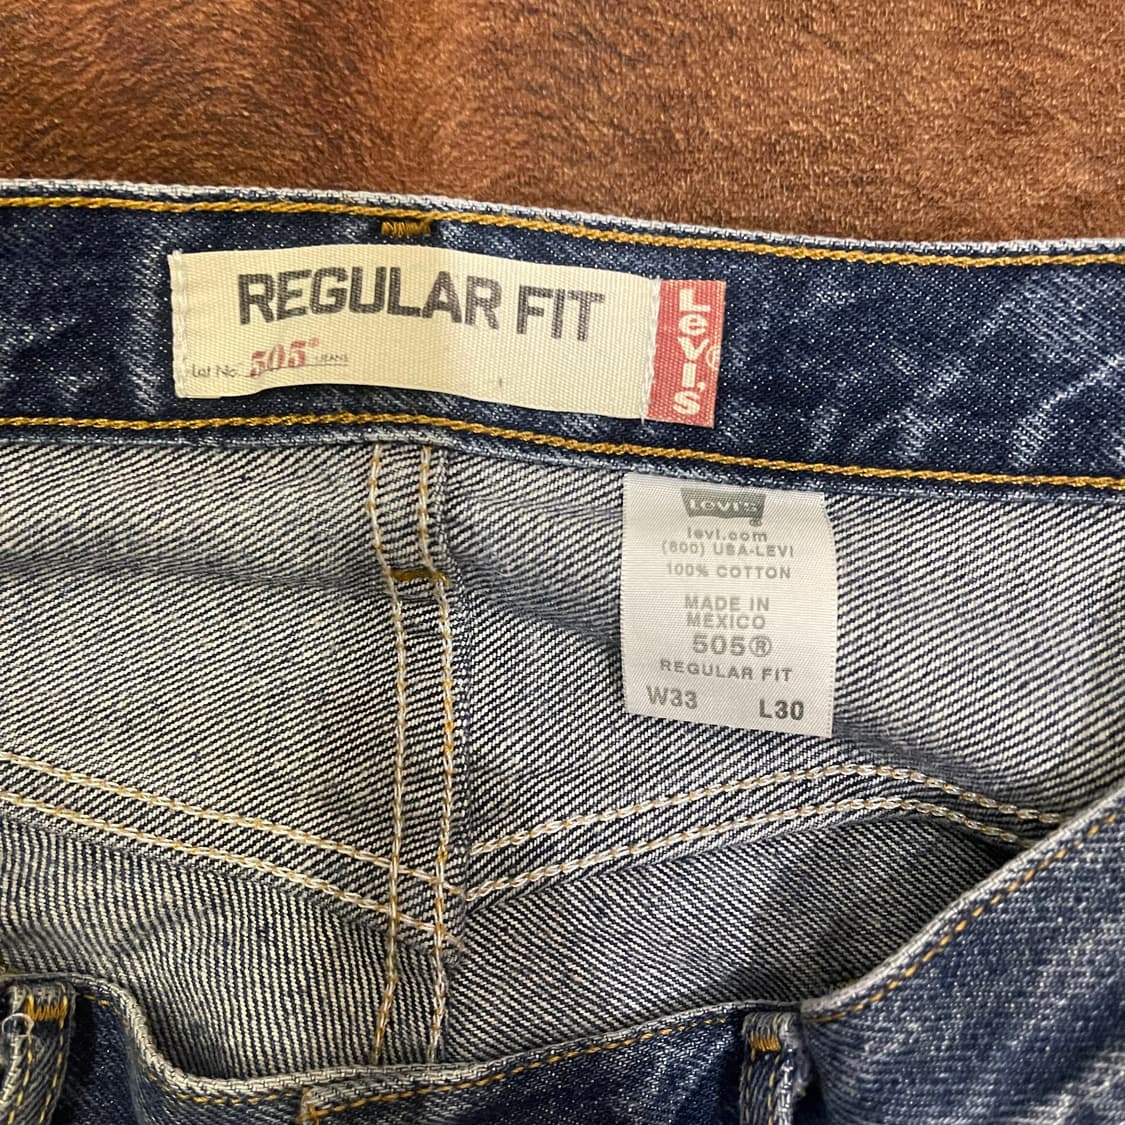 REGULAR FIT
Lot No. 505® JEANS
Levi's®
Levi's®
levi.com
(800) USA-LEVI
100% COTTON
MADE IN
MEXICO
505®
REGULAR FIT
W33 L30